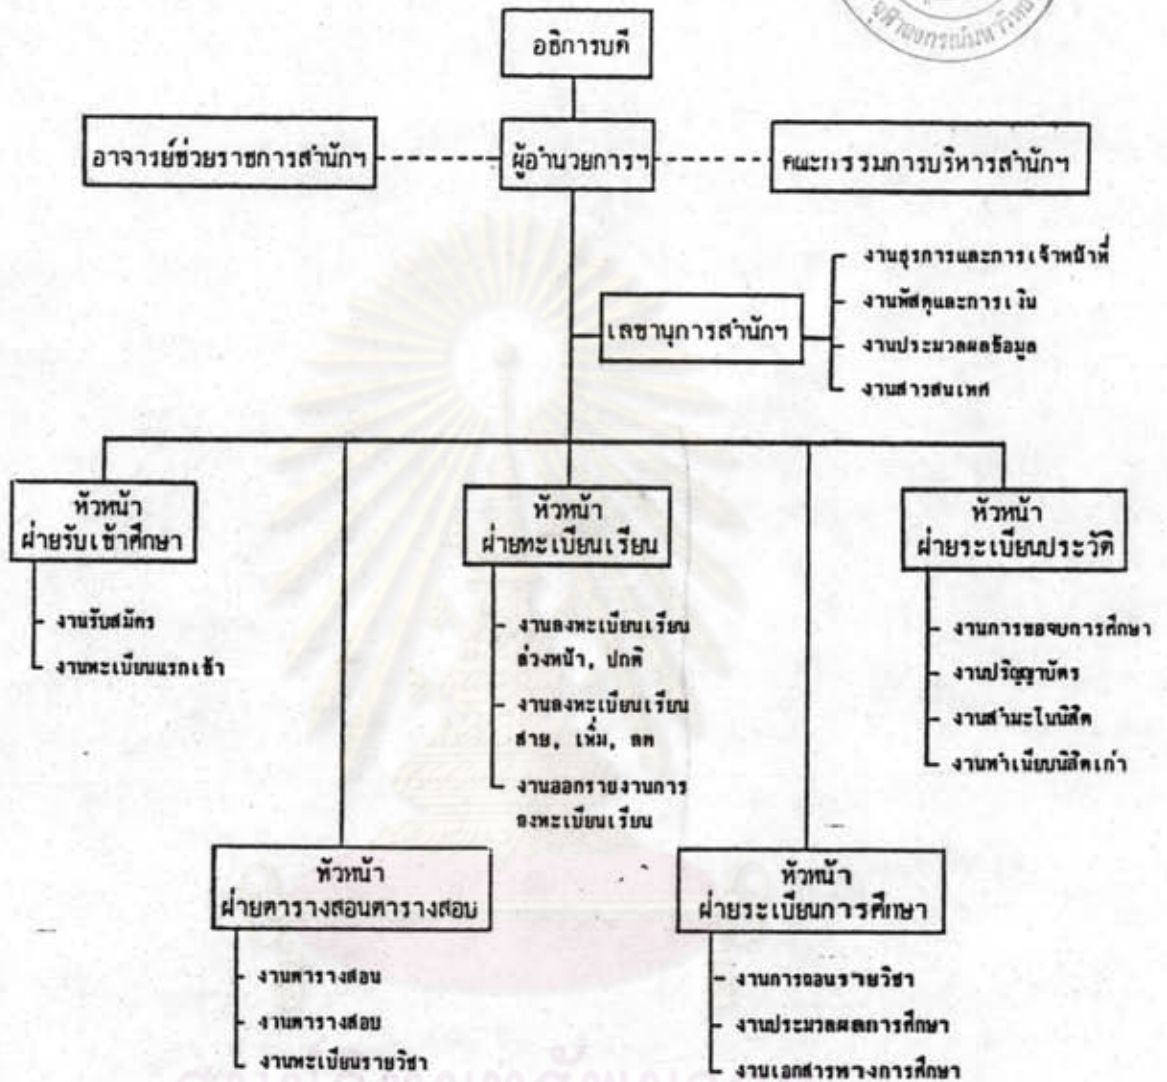 จุฬาลงกรณ์มหาวิทย
อธิการบดี
อาจารย์ช่วยราชการสำนักฯ
ผู้อำนวยการฯ
คณะกรรมการบริหารสำนักฯ
เลขานุการสำนักฯ
งานธุรการและการเจ้าหน้าที่
งานพัสดุและการเงิน
งานประมวลผลข้อมูล
งานสารสนเทศ
หัวหน้า
ฝ่ายรับเข้าศึกษา
งานรับสมัคร
งานทะเบียนแรกเข้า
หัวหน้า
ฝ่ายทะเบียนเรียน
งานลงทะเบียนเรียน
ล่วงหน้า, ปกติ
งานลงทะเบียนเรียน
สาย, เพิ่ม, ลด
งานออกรายงานการ
ลงทะเบียนเรียน
หัวหน้า
ฝ่ายระเบียนประวัติ
งานการขอจบการศึกษา
งานปริญญาบัตร
งานสำมะโนนิสิต
งานทำเนียบนิสิตเก่า
หัวหน้า
ฝ่ายตารางสอนตารางสอบ
งานตารางสอน
งานตารางสอบ
งานทะเบียนรายวิชา
หัวหน้า
ฝ่ายระเบียนการศึกษา
งานการถอนรายวิชา
งานประมวลผลการศึกษา
งานเอกสารทางการศึกษา